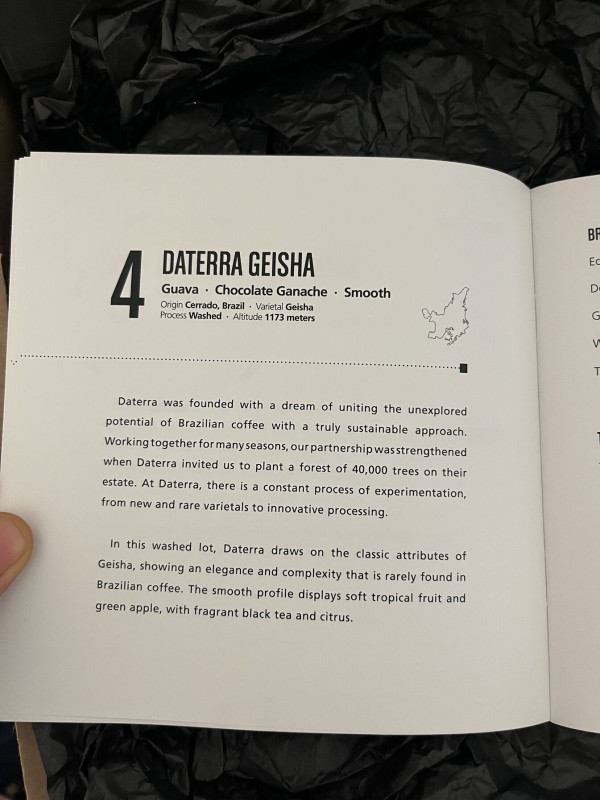 4
DATERRA GEISHA
Guava · Chocolate Ganache · Smooth
Origin Cerrado, Brazil · Varietal Geisha
Process Washed · Altitude 1173 meters
Daterra was founded with a dream of uniting the unexplored
potential of Brazilian coffee with a truly sustainable approach.
Working together for many seasons, our partnership was strengthened
when Daterra invited us to plant a forest of 40,000 trees on their
estate. At Daterra, there is a constant process of experimentation,
from new and rare varietals to innovative processing.
In this washed lot, Daterra draws on the classic attributes of
Geisha, showing an elegance and complexity that is rarely found in
Brazilian coffee. The smooth profile displays soft tropical fruit and
green apple, with fragrant black tea and citrus.